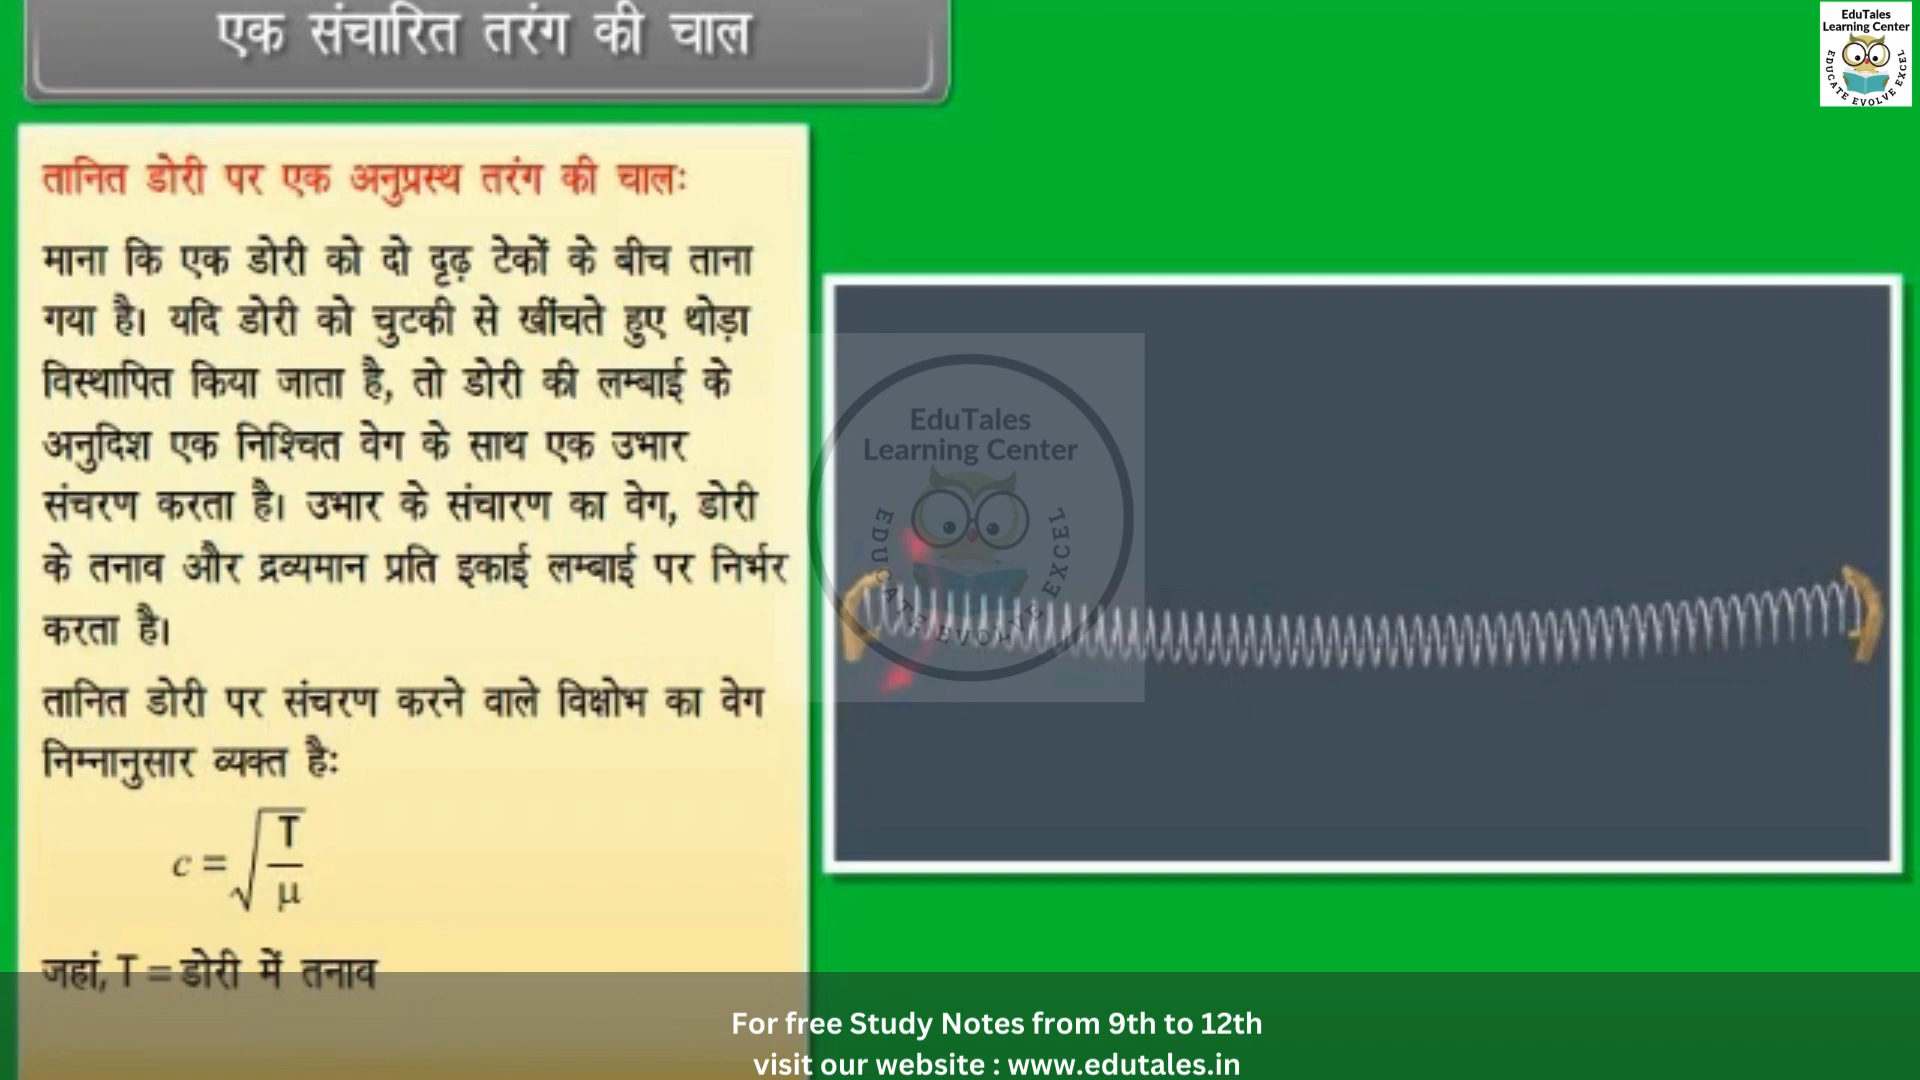 एक संचारित तरंग की चाल
EduTales
Learning Center
EDUCATE EVOLVE EXCEL
तानित डोरी पर एक अनुप्रस्थ तरंग की चालः
माना कि एक डोरी को दो दृढ़ टेकों के बीच ताना
गया है। यदि डोरी को चुटकी से खींचते हुए थोड़ा
विस्थापित किया जाता है, तो डोरी की लम्बाई के
अनुदिश एक निश्चित वेग के साथ एक उभार
संचरण करता है। उभार के संचारण का वेग, डोरी
के तनाव और द्रव्यमान प्रति इकाई लम्बाई पर निर्भर
करता है।
तानित डोरी पर संचरण करने वाले विक्षोभ का वेग
निम्नानुसार व्यक्त हैः
c = √(T/μ)
जहां, T = डोरी में तनाव
EduTales
Learning Center
EDUCATE EVOLVE EXCEL
For free Study Notes from 9th to 12th
visit our website : www.edutales.in